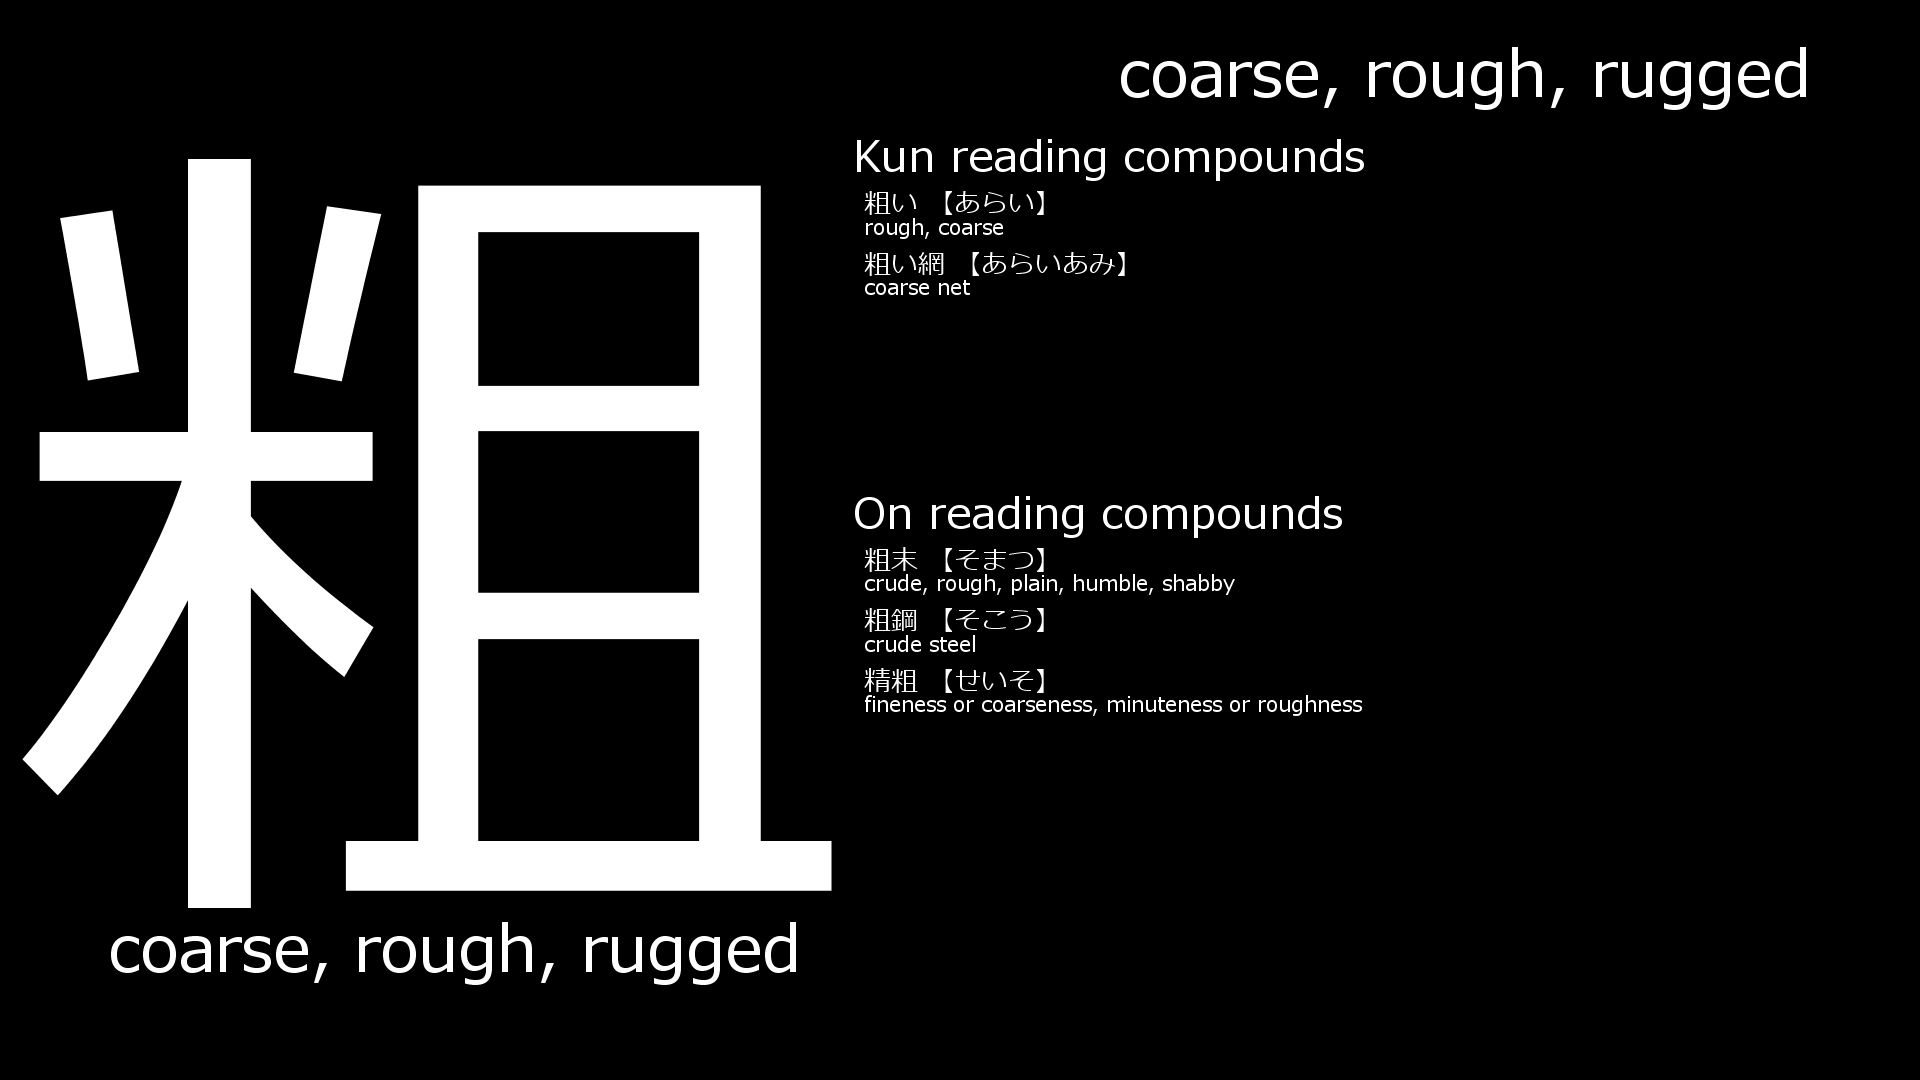 粗
coarse, rough, rugged
coarse, rough, rugged
Kun reading compounds
粗い 【あらい】
rough, coarse
粗い網 【あらいあみ】
coarse net
On reading compounds
粗末 【そまつ】
crude, rough, plain, humble, shabby
粗鋼 【そこう】
crude steel
精粗 【せいそ】
fineness or coarseness, minuteness or roughness